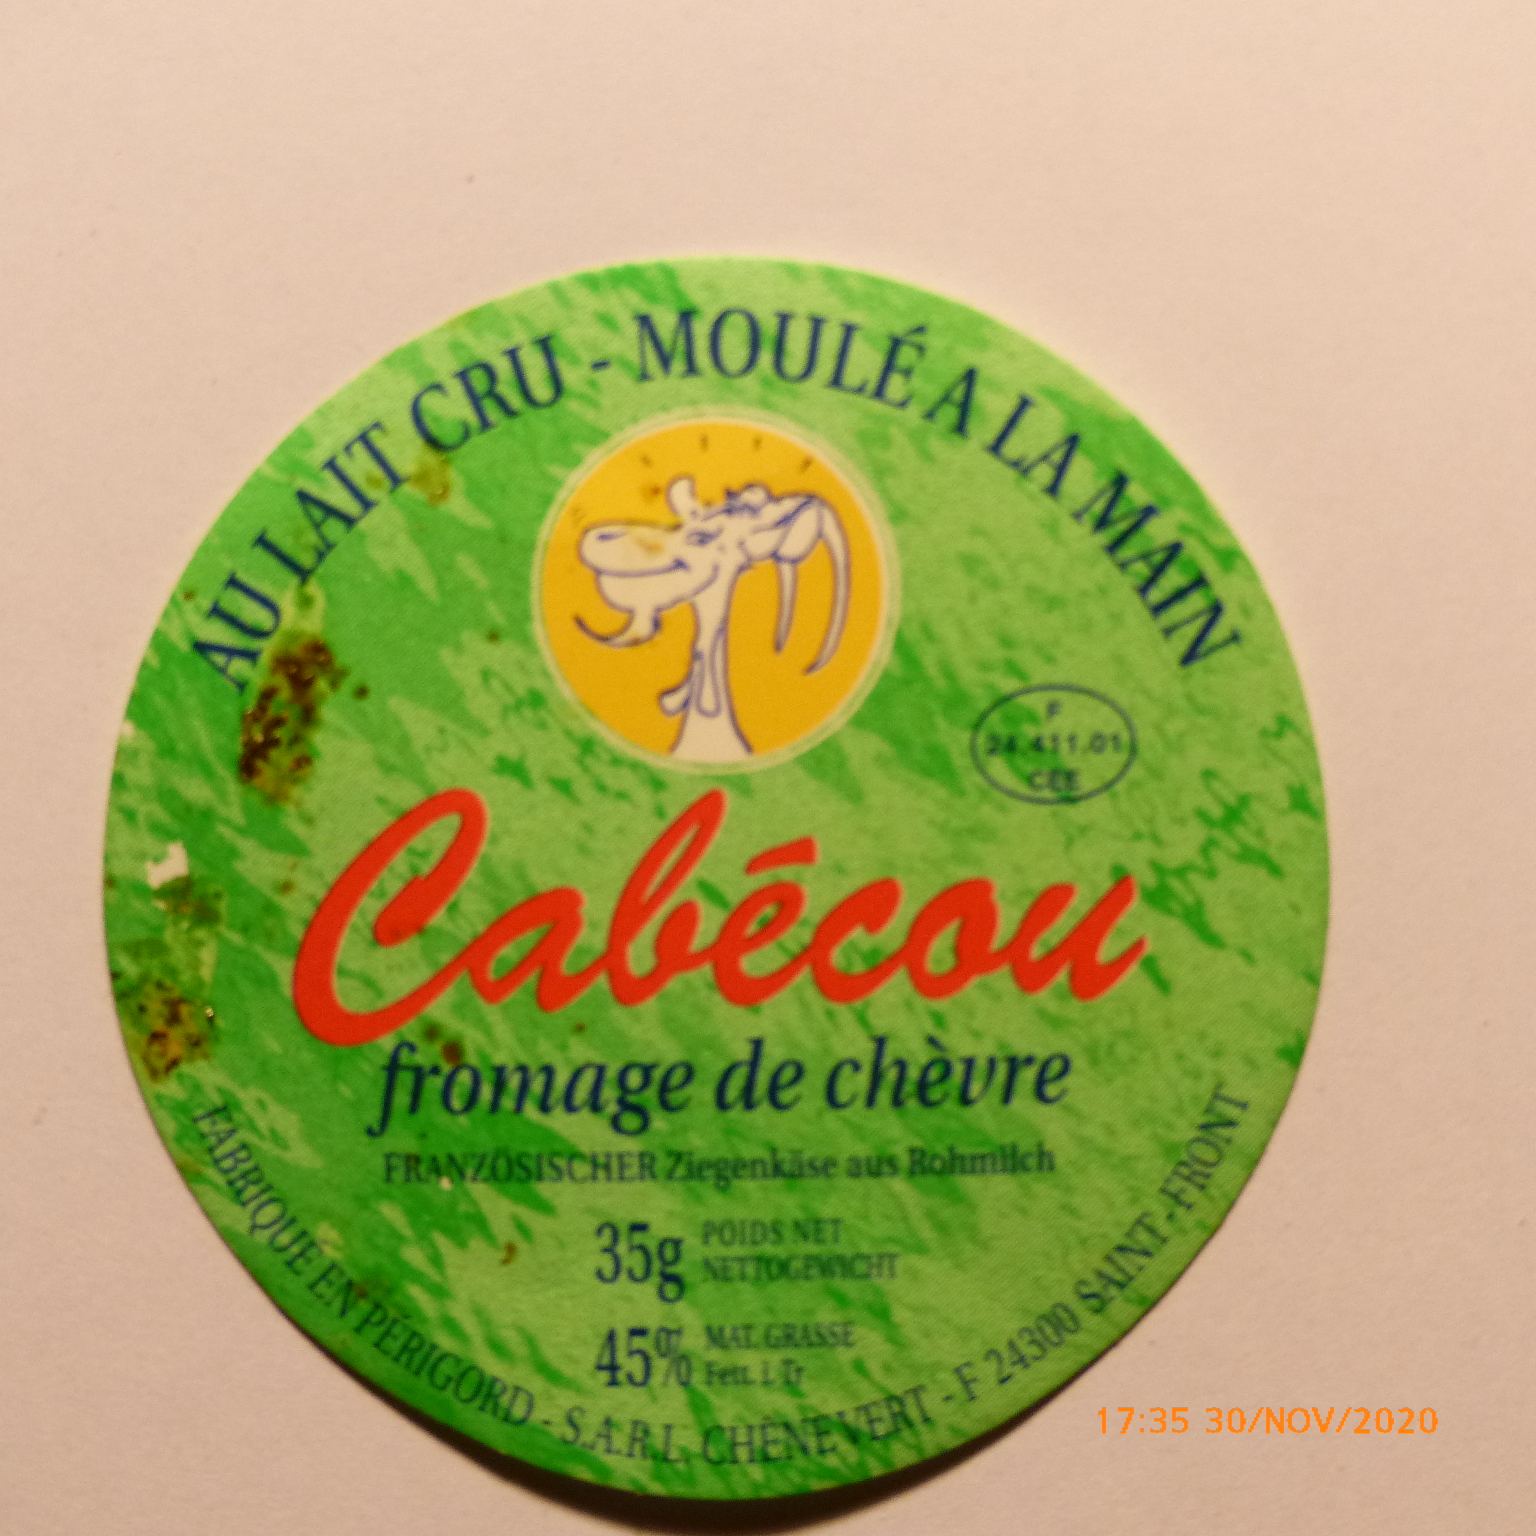 AU LAIT CRU - MOULÉ A LA MAIN
F
24.411.01
CEE
Cabécou
fromage de chèvre
FRANZÖSISCHER Ziegenkäse aus Rohmilch
35g POIDS NET
NETTOGEWICHT
45% MAT. GRASSE
Fett. i. Tr
FABRIQUE EN PÉRIGORD - S.A.R.L. CHÊNEVERT - F 24300 SAINT-FRONT
17:35 30/NOV/2020